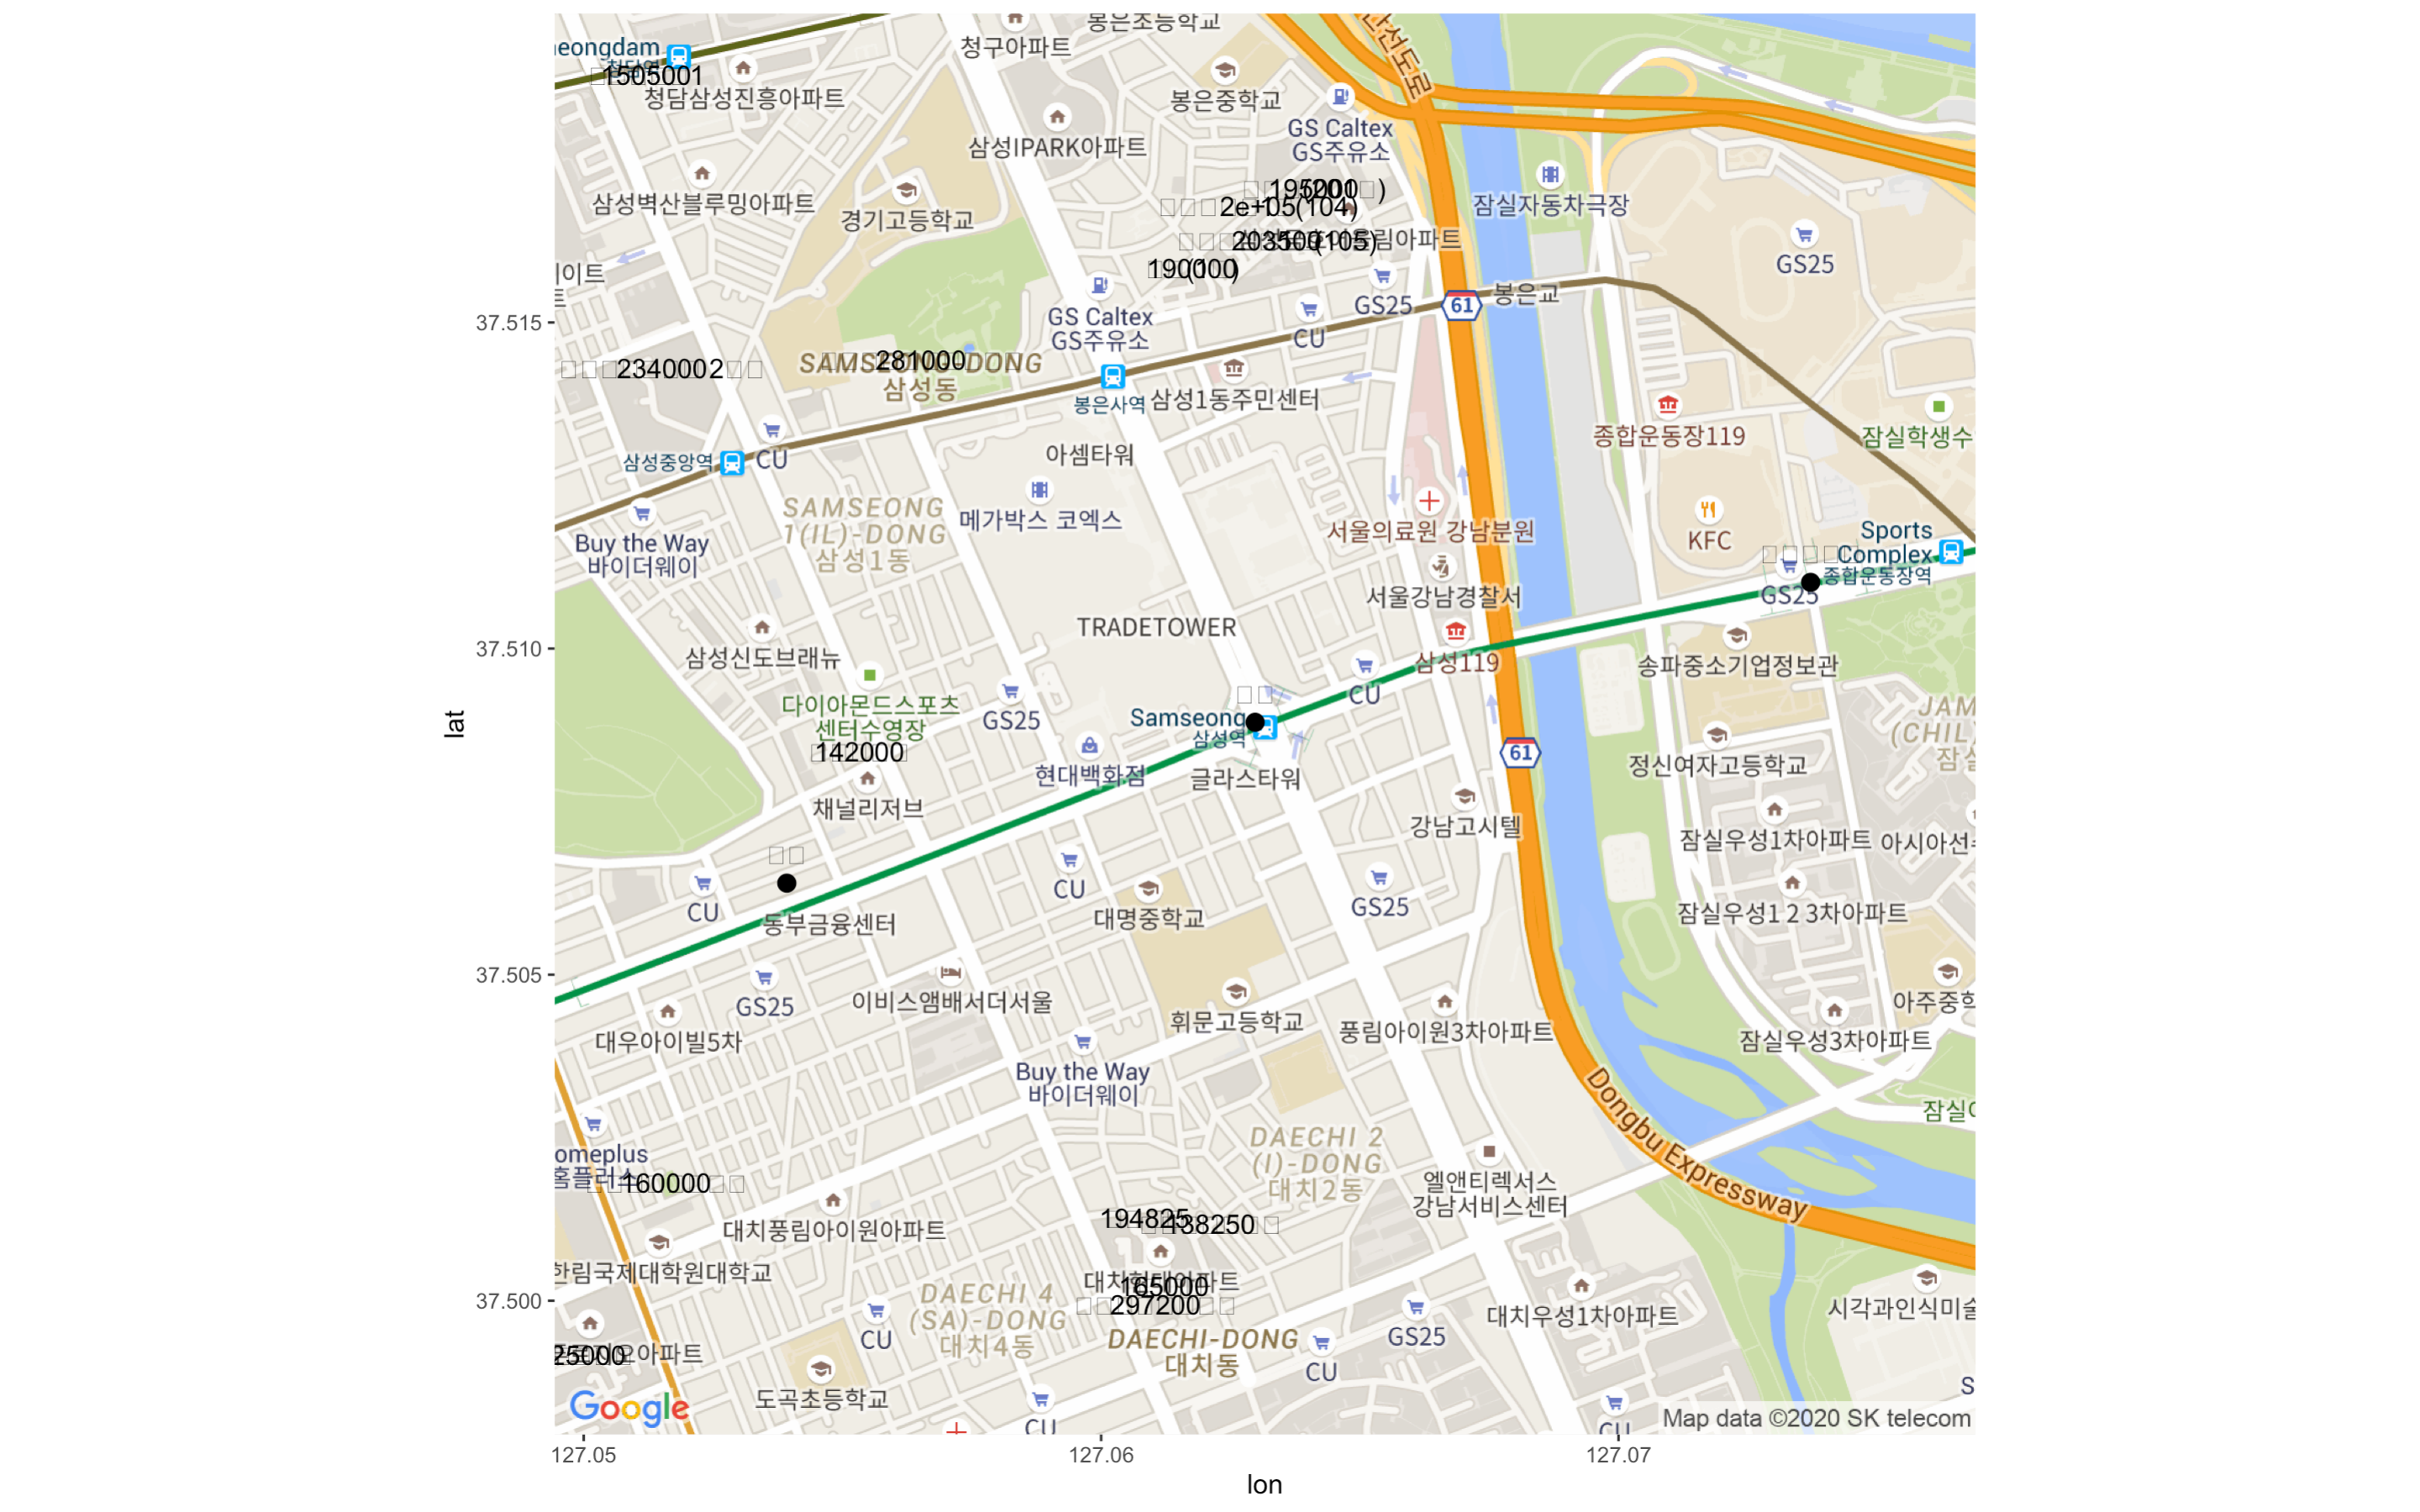 봉은초등학교
청구아파트
eongdam
청담역
1505001
청담삼성진흥아파트
봉은중학교
삼성IPARK아파트
GS Caltex
GS주유소
삼성벽산블루밍아파트
경기고등학교
잠실자동차극장
2e+05(104)
203500(105)
GS25
이트
트
GS Caltex
GS주유소
CU
GS25
61
봉은교
37.515
2340002
SAMSEONG-DONG
281000
삼성동
봉은사역
삼성1동주민센터
종합운동장119
잠실학생수
삼성중앙역
CU
아셈타워
SAMSEONG
1(IL)-DONG
삼성1동
메가박스 코엑스
서울의료원 강남분원
KFC
Sports
Complex
종합운동장역
Buy the Way
바이더웨이
서울강남경찰서
GS25
TRADETOWER
37.510
삼성신도브래뉴
삼성119
송파중소기업정보관
다이아몬드스포츠
센터수영장
GS25
CU
Samseong
삼성역
JAM
(CHIL)
잠실
lat
142000
현대백화점
글라스타워
61
정신여자고등학교
채널리저브
강남고시텔
잠실우성1차아파트
아시아선수
CU
CU
대명중학교
GS25
잠실우성1 2 3차아파트
동부금융센터
37.505
GS25
이비스앰배서더서울
휘문고등학교
풍림아이원3차아파트
아주중학
대우아이빌5차
잠실우성3차아파트
Buy the Way
바이더웨이
Dongbu Expressway
잠실
omeplus
홈플러스
160000
DAECHI 2
(I)-DONG
대치2동
엘앤티렉서스
강남서비스센터
대치풍림아이원아파트
194825
138250
한림국제대학원대학교
대치현대아파트
165000
297200
37.500
DAECHI 4
(SA)-DONG
대치4동
CU
DAECHI-DONG
대치동
CU
GS25
대치우성1차아파트
시각과인식미술
25000
아파트
도곡초등학교
CU
CU
S
Google
Map data ©2020 SK telecom
127.05
127.06
127.07
lon